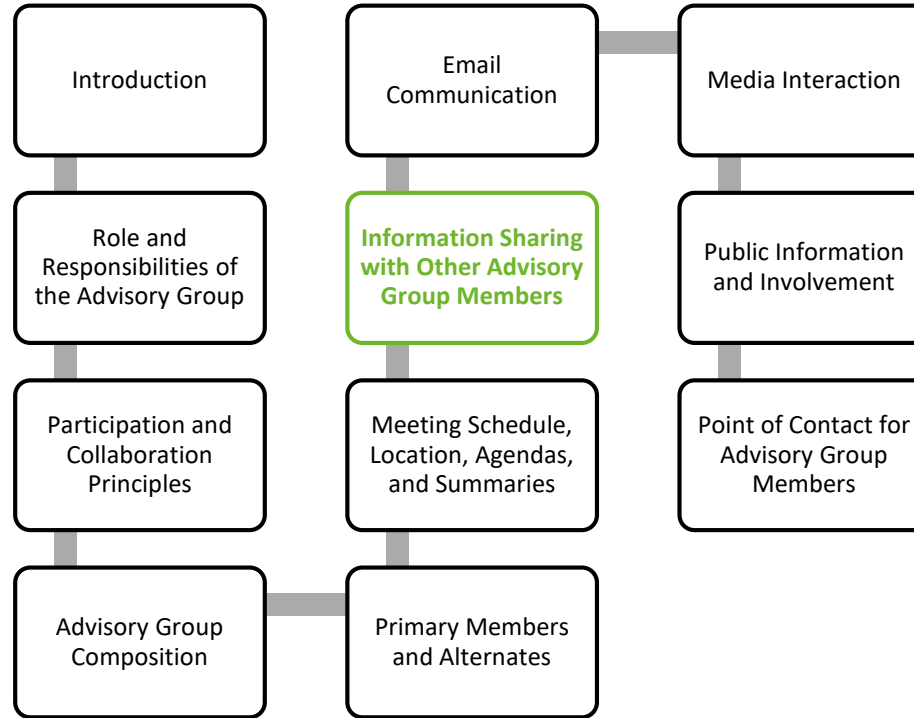 Introduction
Role and
Responsibilities of
the Advisory Group
Participation and
Collaboration
Principles
Advisory Group
Composition
Primary Members
and Alternates
Meeting Schedule,
Location, Agendas,
and Summaries
Information Sharing
with Other Advisory
Group Members
Email
Communication
Media Interaction
Public Information
and Involvement
Point of Contact for
Advisory Group
Members